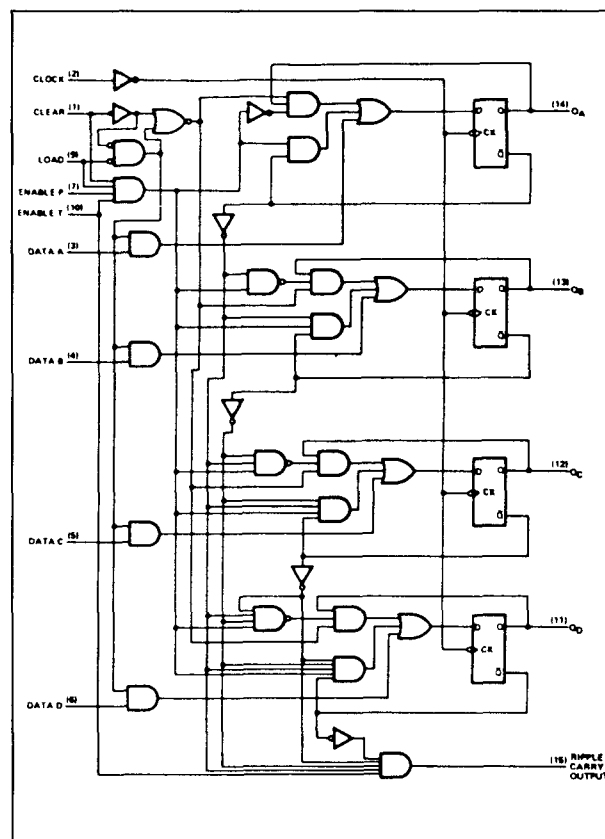 CLOCK (2)
CLEAR (1)
LOAD (9)
ENABLE P (7)
ENABLE T (10)
DATA A (3)
DATA B (4)
DATA C (5)
DATA D (6)
D Q
CK
Q̄
(14) QA
D Q
CK
Q̄
(13) QB
D Q
CK
Q̄
(12) QC
D Q
CK
Q̄
(11) QD
(15) RIPPLE
CARRY
OUTPUT